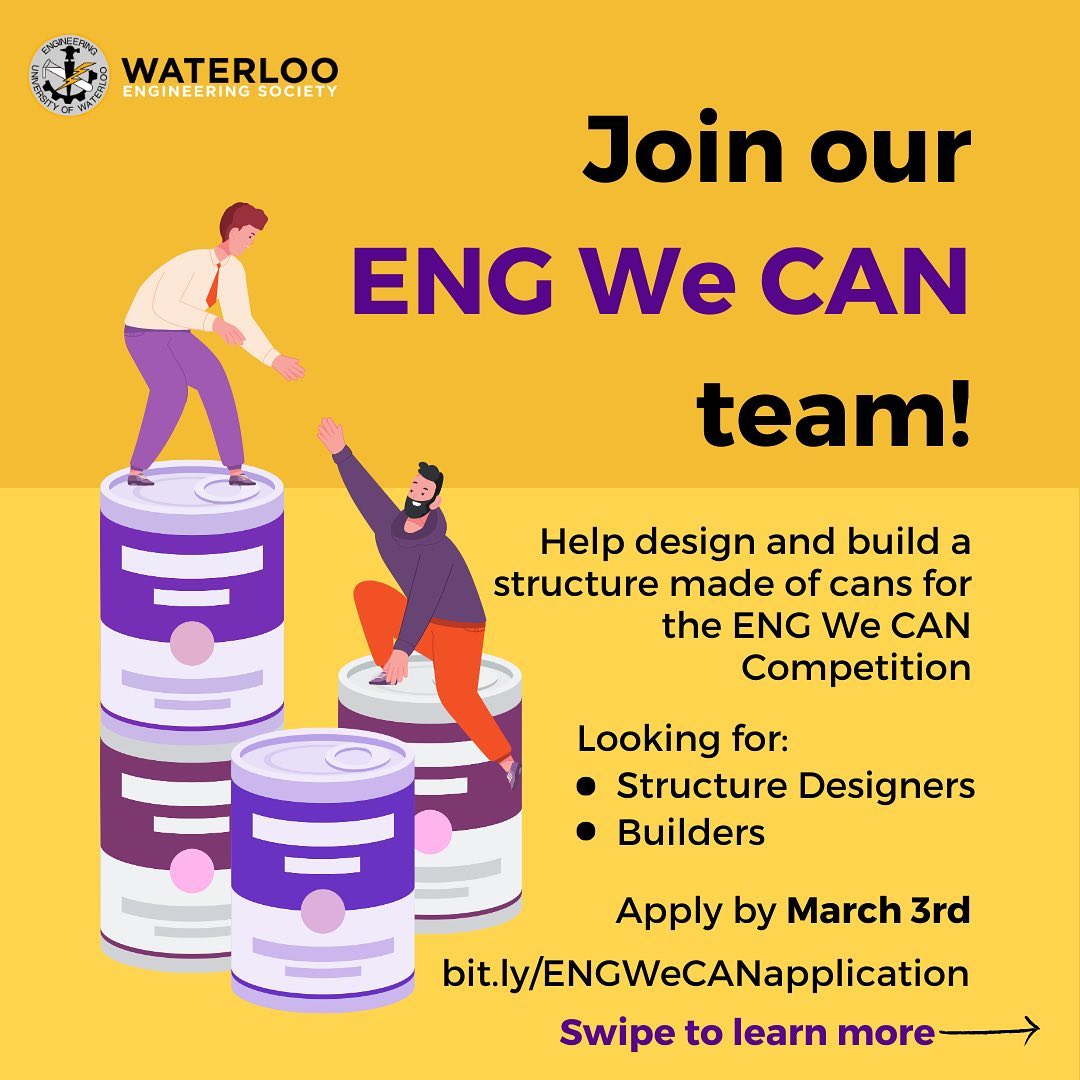 ENGINEERING
UNIVERSITY OF WATERLOO
WATERLOO
ENGINEERING SOCIETY
Join our
ENG We CAN
team!
Help design and build a
structure made of cans for
the ENG We CAN
Competition
Looking for:
• Structure Designers
• Builders
Apply by March 3rd
bit.ly/ENGWeCANapplication
Swipe to learn more